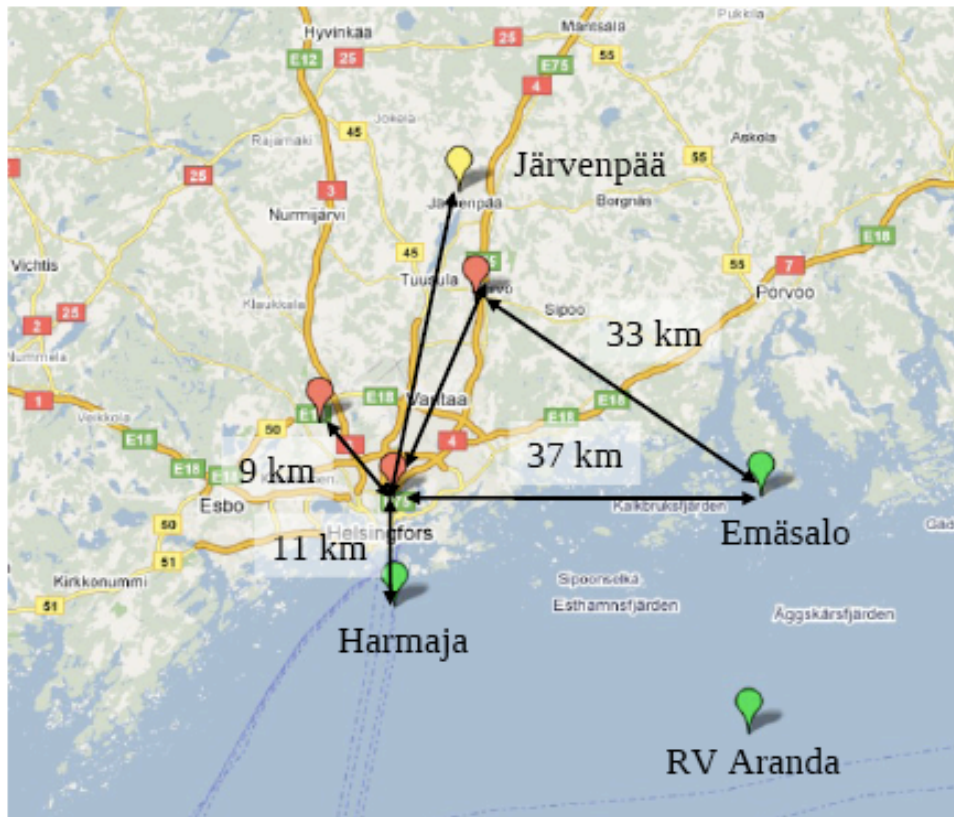 Pukkila
Mäntsälä
Hyvinkää
25
E12
25
55
E75
4
Jokela
45
Rajamäki
Askola
45
55
Järvenpää
25
3
Järvenpää
Borgnäs
Nurmijärvi
E18
45
Vichtis
Tuusula
55
7
Porvoo
Klaukkala
Sipoo
25
2
33 km
Nummela
1
E18
Vantaa
Veikkola
E18
50
E18
4
37 km
9 km
E18
E18
Esbo
E75
Kalkbruksfjärden
50
Helsingfors
Emäsalo
11 km
51
Kirkkonummi
Sipoonselkä
51
Esthamnsfjärden
Äggskärsfjärden
Harmaja
RV Aranda